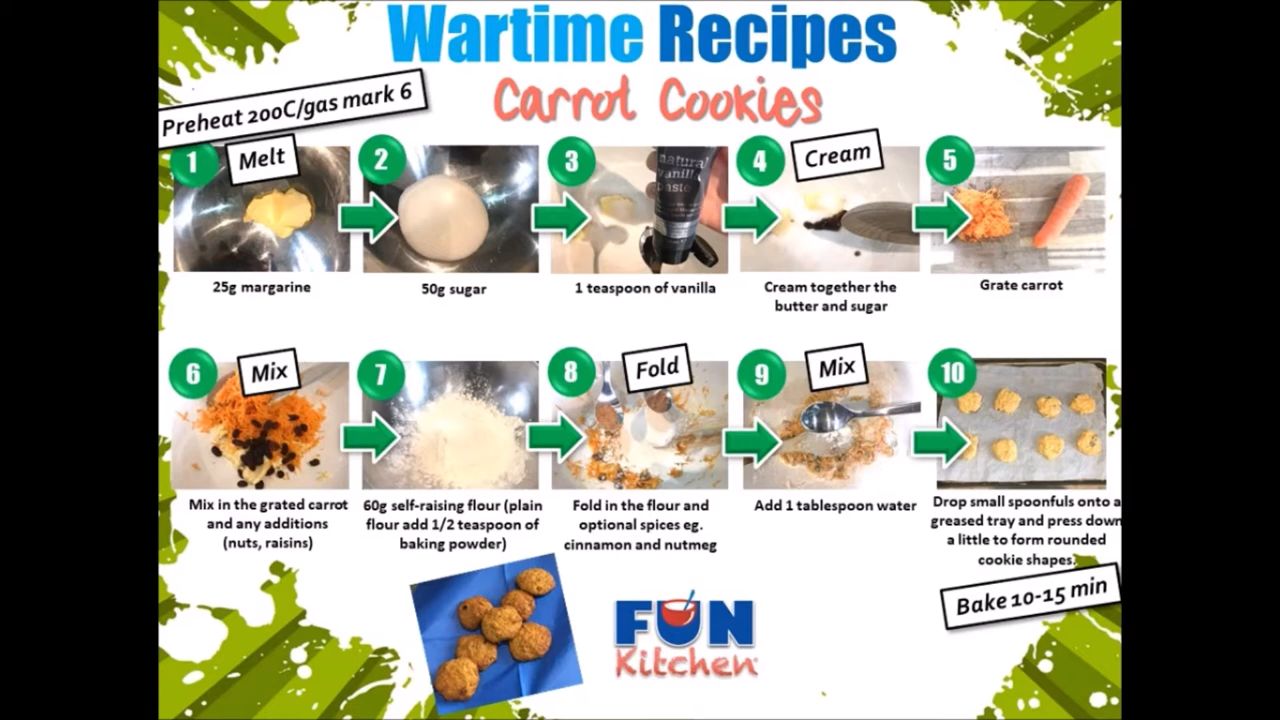 Wartime Recipes
Carrot Cookies
Preheat 200C/gas mark 6
1
Melt
25g margarine
2
50g sugar
3
natural
vanilla
paste
1 teaspoon of vanilla
4
Cream
Cream together the
butter and sugar
5
Grate carrot
6
Mix
Mix in the grated carrot
and any additions
(nuts, raisins)
7
60g self-raising flour (plain
flour add 1/2 teaspoon of
baking powder)
8
Fold
Fold in the flour and
optional spices eg.
cinnamon and nutmeg
9
Mix
Add 1 tablespoon water
10
Drop small spoonfuls onto a
greased tray and press down
a little to form rounded
cookie shapes.
Bake 10-15 min
FUN
Kitchen